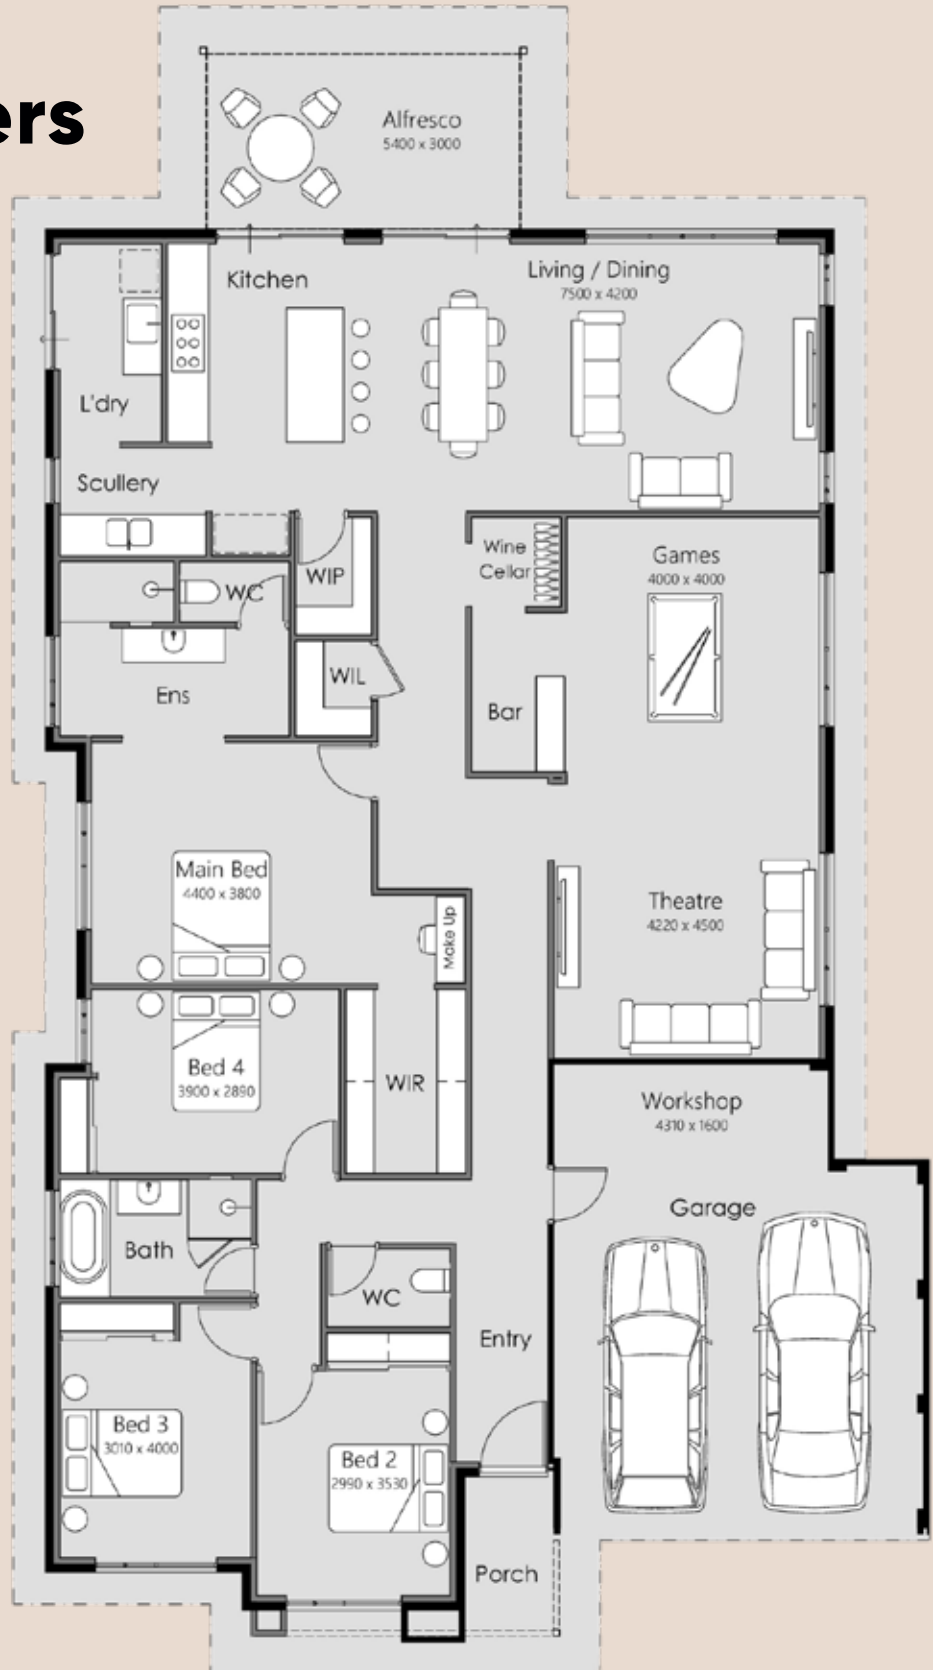 ers
Alfresco
5400 x 3000
Kitchen
Living / Dining
7500 x 4200
L'dry
Scullery
Wine
Cellar
Games
4000 x 4000
WC
WIP
WIL
Ens
Bar
Main Bed
4400 x 3800
Make Up
Theatre
4220 x 4500
Bed 4
3900 x 2890
WIR
Workshop
4310 x 1600
Garage
Bath
WC
Entry
Bed 3
3010 x 4000
Bed 2
2990 x 3530
Porch